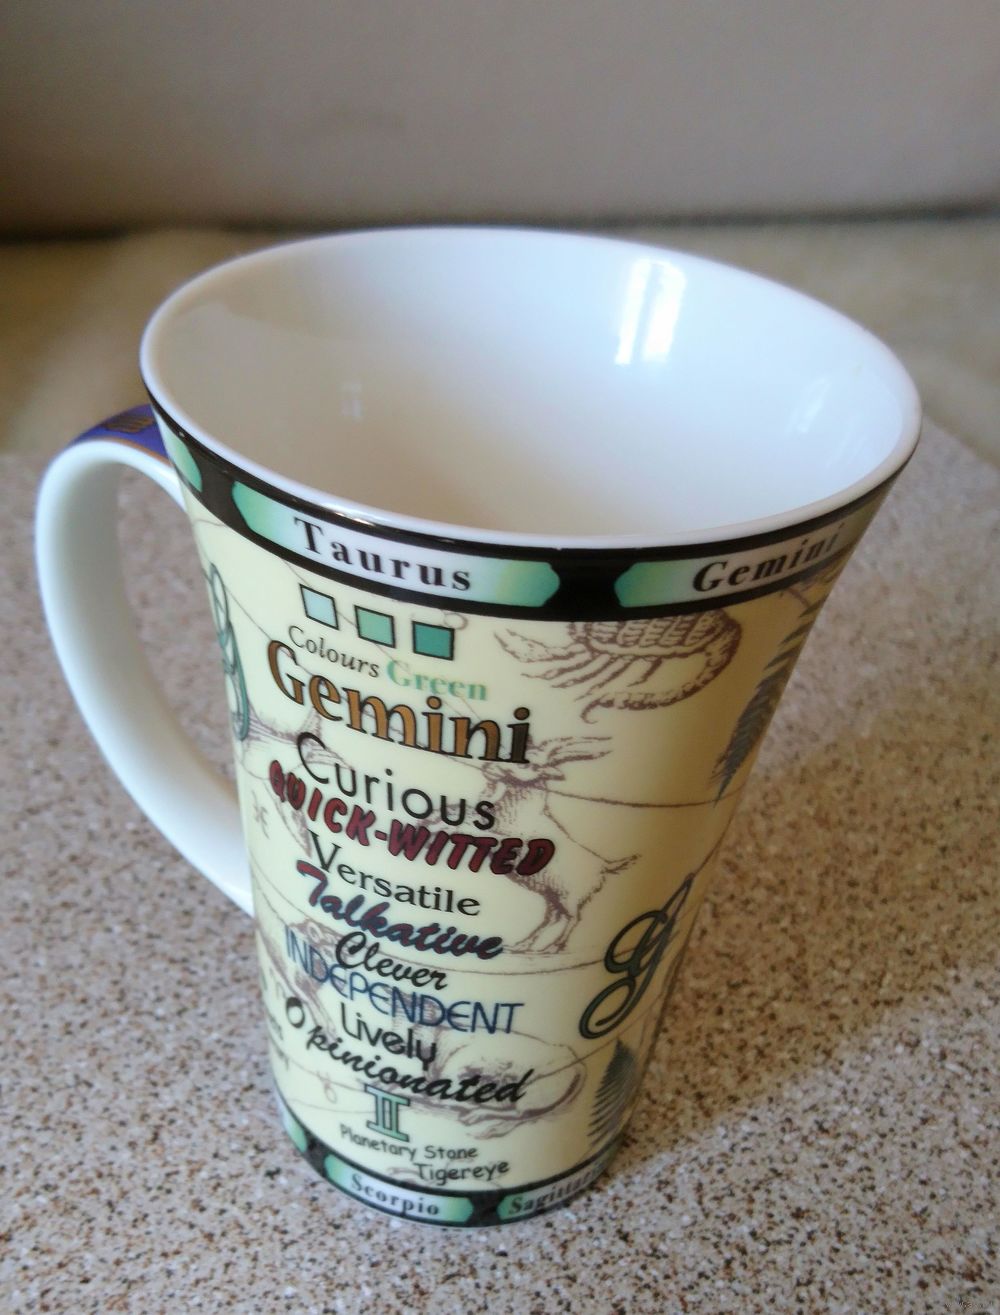 Taurus
Gemini
Colours Green
Gemini
Curious
QUICK-WITTED
Versatile
Talkative
Clever
INDEPENDENT
Lively
Opinionated
Planetary Stone
Tigereye
Scorpio